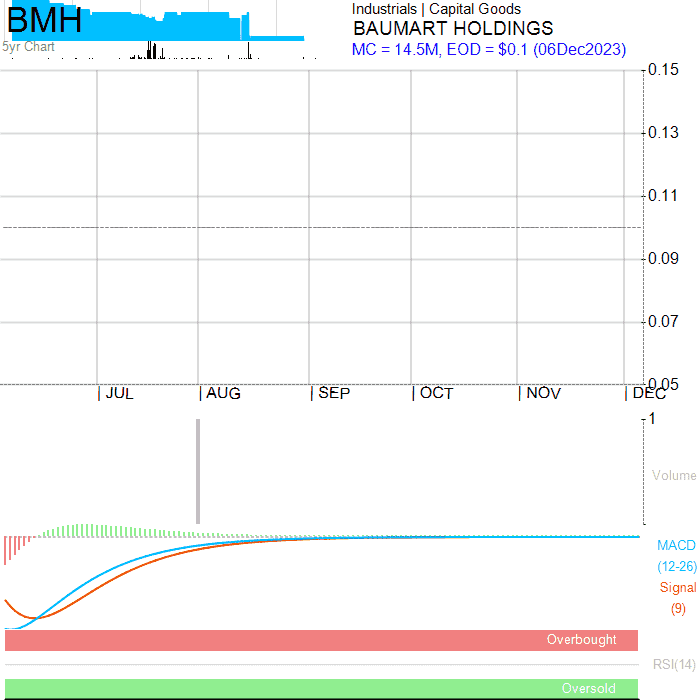 BMH
5yr Chart
Industrials | Capital Goods
BAUMART HOLDINGS
MC = 14.5M, EOD = $0.1 (06Dec2023)
0.15
0.13
0.11
0.09
0.07
0.05
JUL AUG SEP OCT NOV DEC
1
Volume
MACD
(12-26)
Signal
(9)
Overbought
RSI(14)
Oversold